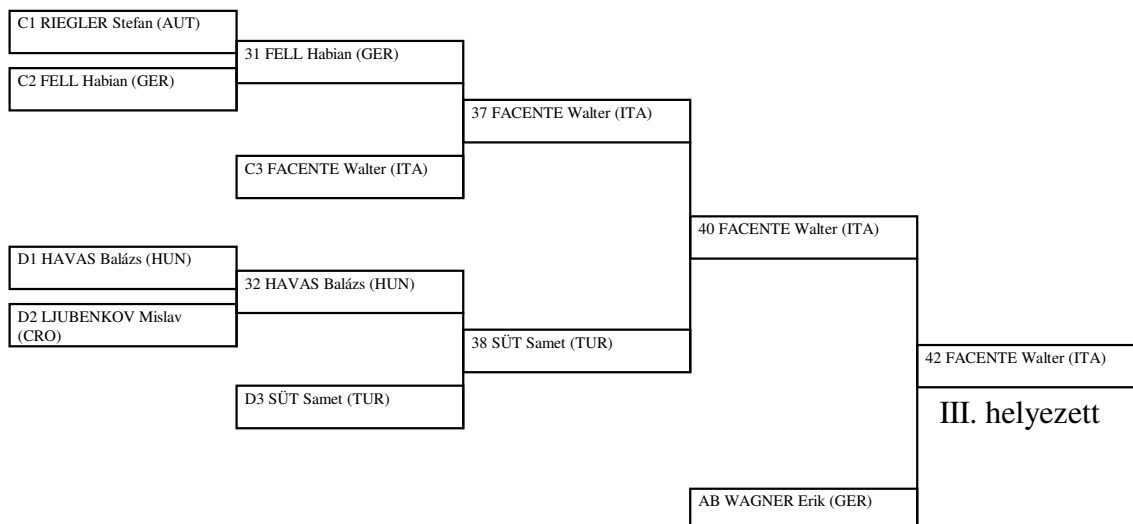 C1 RIEGLER Stefan (AUT)
31 FELL Habian (GER)
C2 FELL Habian (GER)
37 FACENTE Walter (ITA)
C3 FACENTE Walter (ITA)
40 FACENTE Walter (ITA)
D1 HAVAS Balázs (HUN)
32 HAVAS Balázs (HUN)
D2 LJUBENKOV Mislav
(CRO)
38 SÜT Samet (TUR)
42 FACENTE Walter (ITA)
D3 SÜT Samet (TUR)
III. helyezett
AB WAGNER Erik (GER)